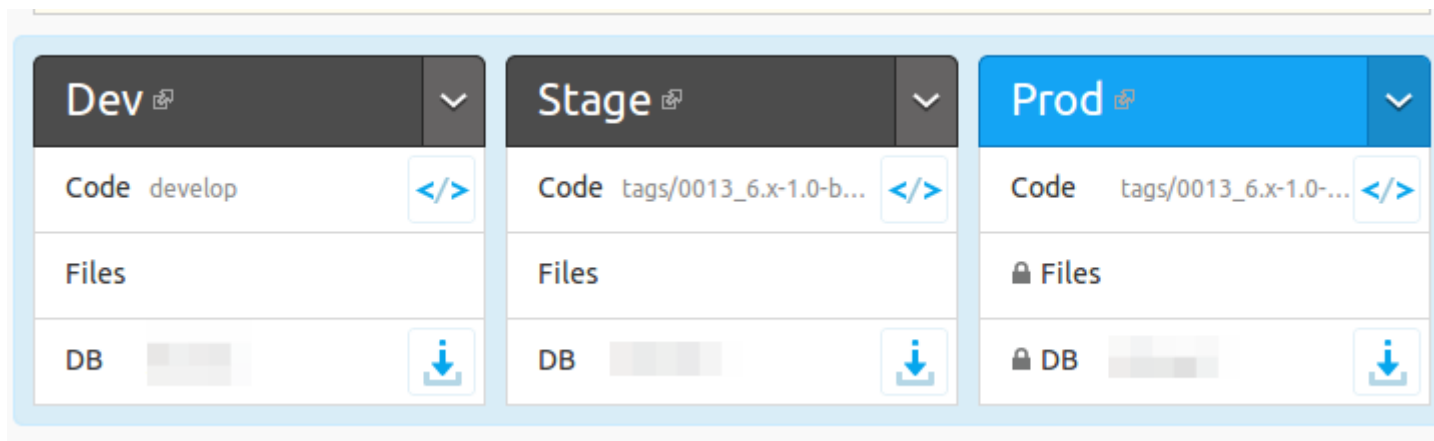 Dev Stage Prod
Code develop </> Code tags/0013_6.x-1.0-b... </> Code tags/0013_6.x-1.0-... </>
Files Files Files
DB DB DB